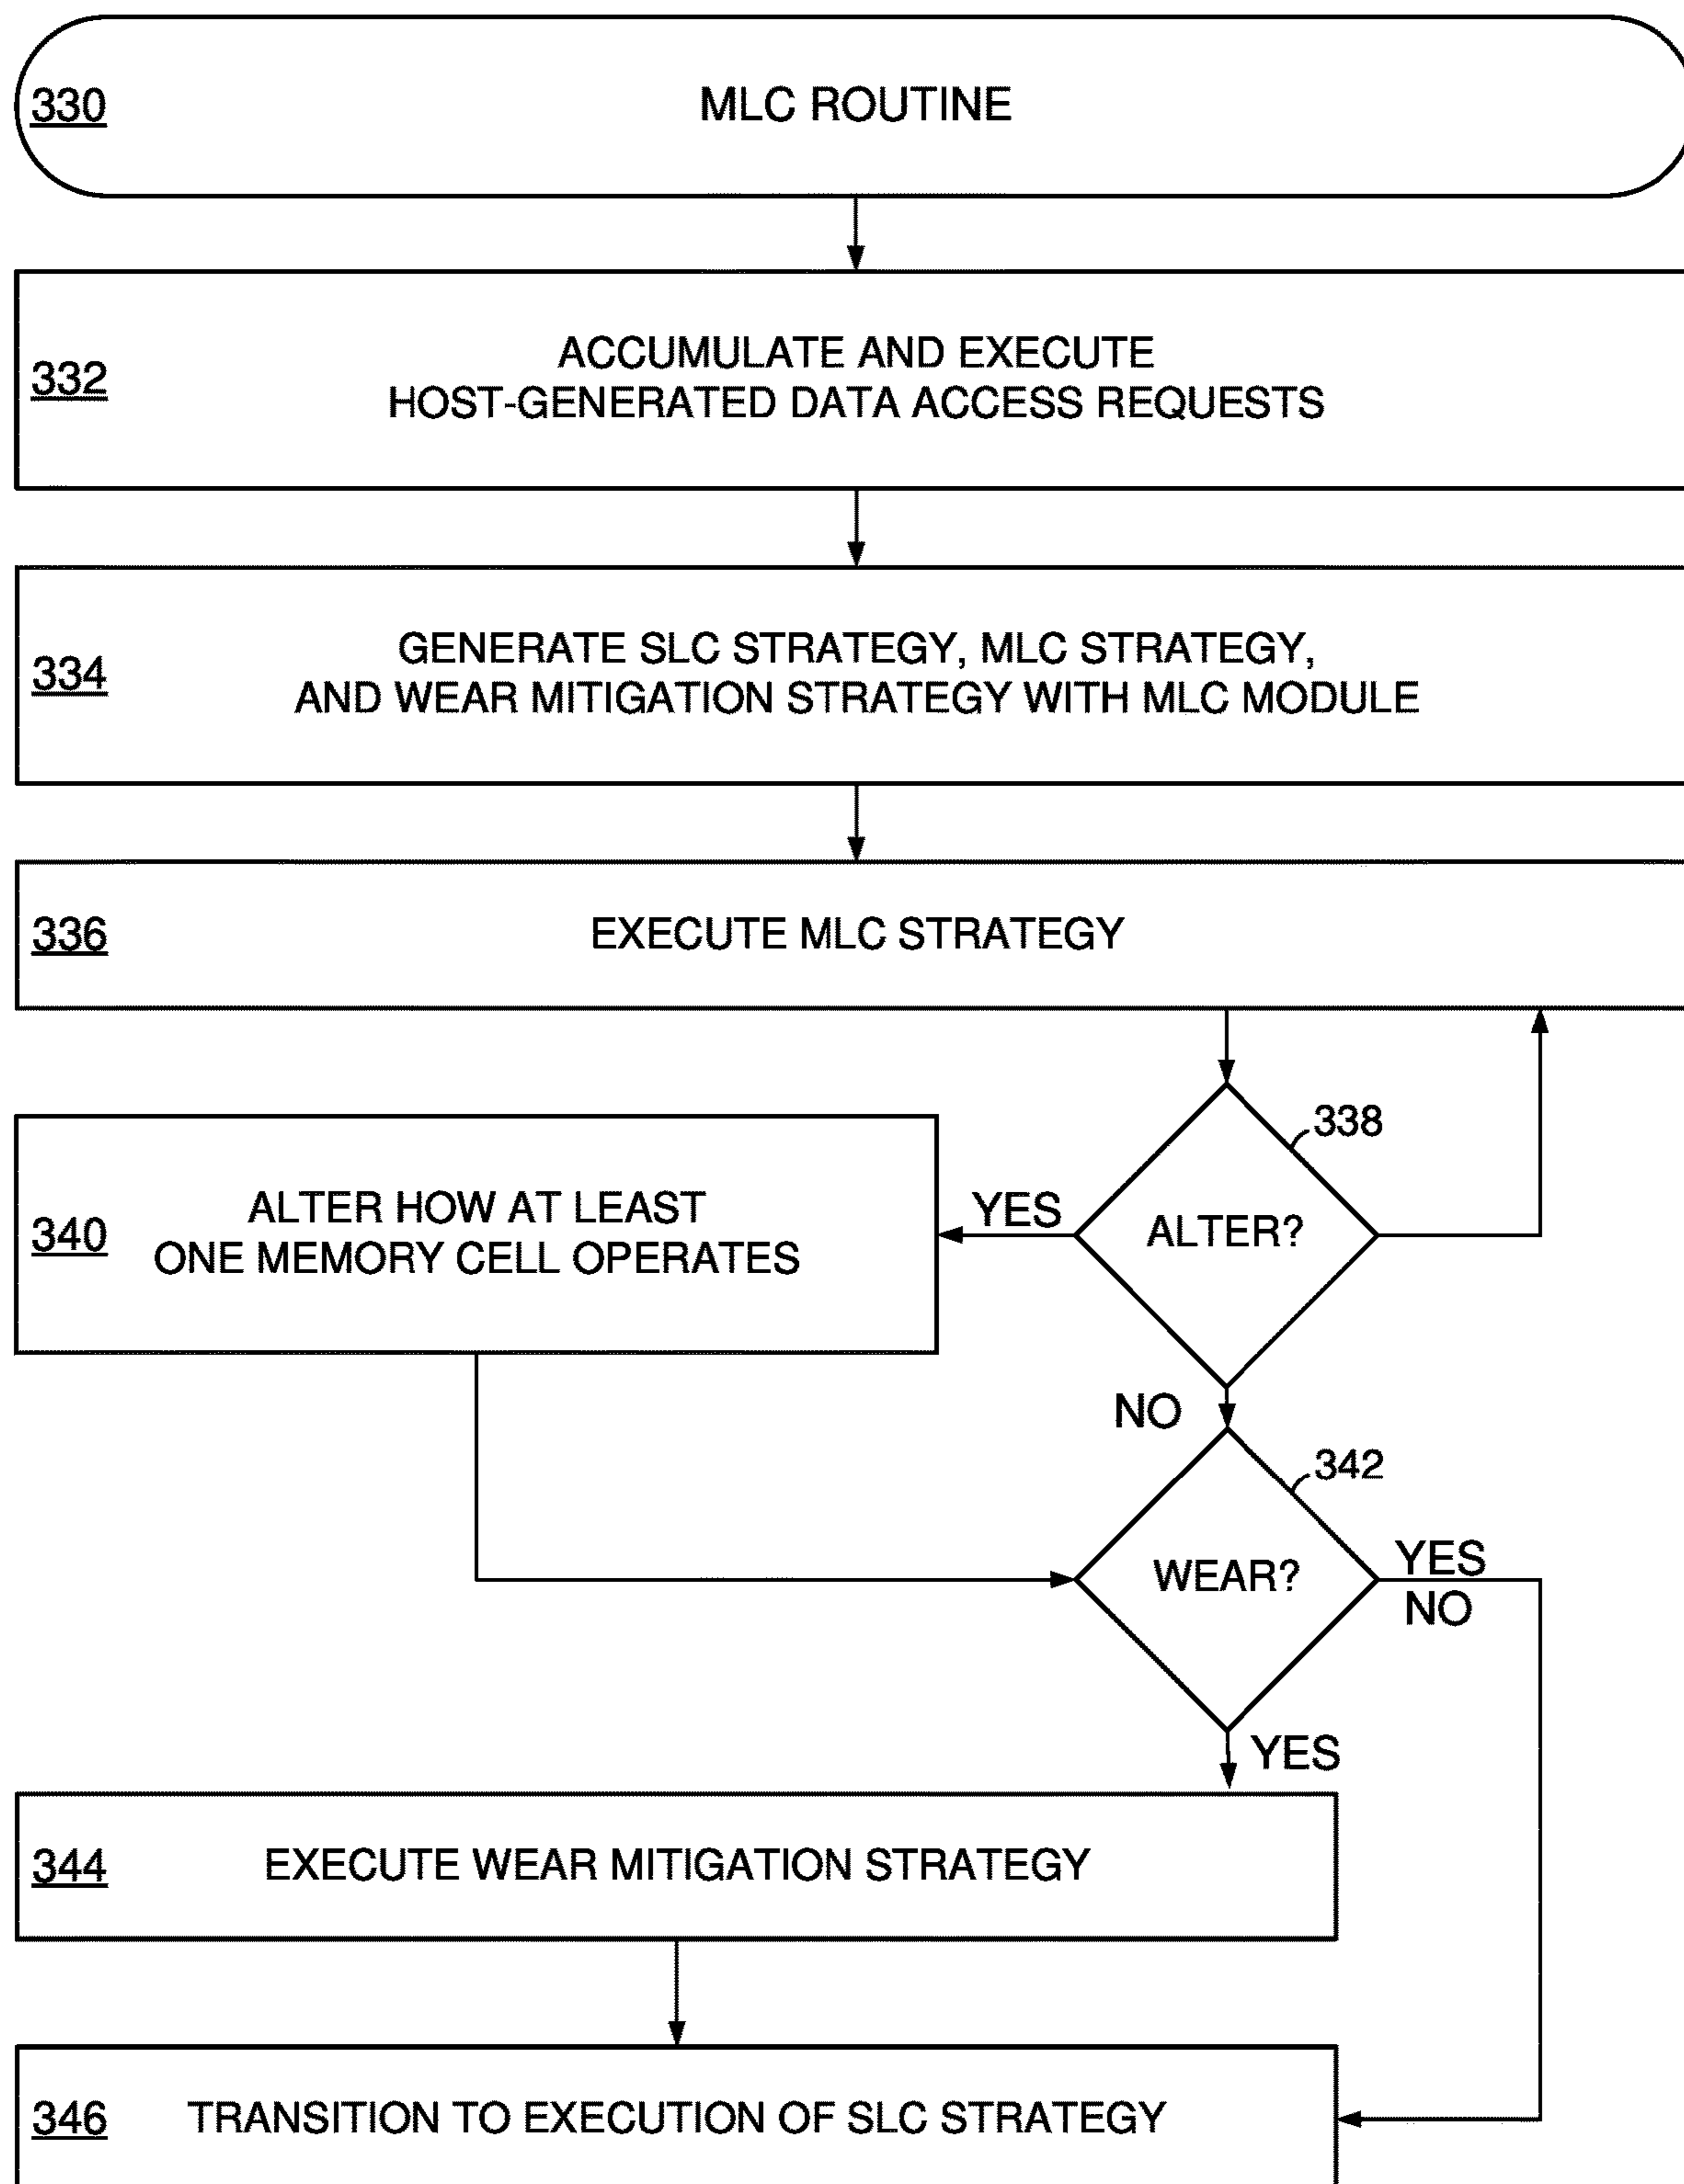 330 MLC ROUTINE
332 ACCUMULATE AND EXECUTE
HOST-GENERATED DATA ACCESS REQUESTS
334 GENERATE SLC STRATEGY, MLC STRATEGY,
AND WEAR MITIGATION STRATEGY WITH MLC MODULE
336 EXECUTE MLC STRATEGY
338
340 ALTER HOW AT LEAST
ONE MEMORY CELL OPERATES
YES
ALTER?
NO
342
WEAR?
YES
NO
YES
344 EXECUTE WEAR MITIGATION STRATEGY
346 TRANSITION TO EXECUTION OF SLC STRATEGY